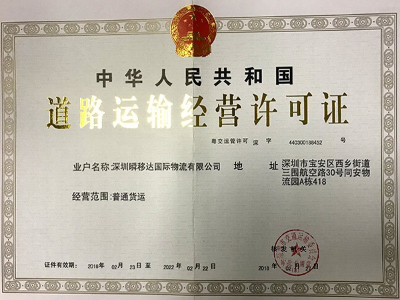 中华人民共和国
道路运输经营许可证
粤交运管许可 深 字 440300198452 号
业户名称:深圳瞬移达国际物流有限公司 地 址 深圳市宝安区西乡街道
三围航空路30号同安物
流园A栋418
经营范围:普通货运
证件有效期: 2018 年 02 月 23 日 至 2022 年 02 月 22 日